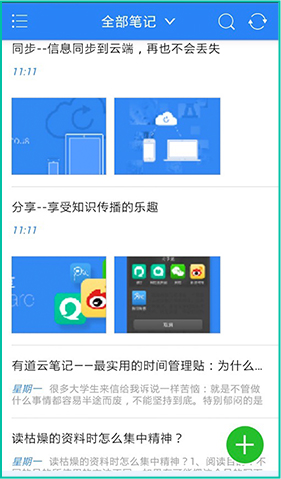 全部笔记
同步--信息同步到云端，再也不会丢失
11:11
分享--享受知识传播的乐趣
11:11
取消
有道云笔记——最实用的时间管理贴：为什么...
星期一 很多大学生来信给我诉说一样苦恼：就是不管做
什么事情都容易半途而废，不能坚持到底。特别郁闷的是
读枯燥的资料时怎么集中精神？
星期一 读枯燥的资料时怎么集中精神？1、阅读目